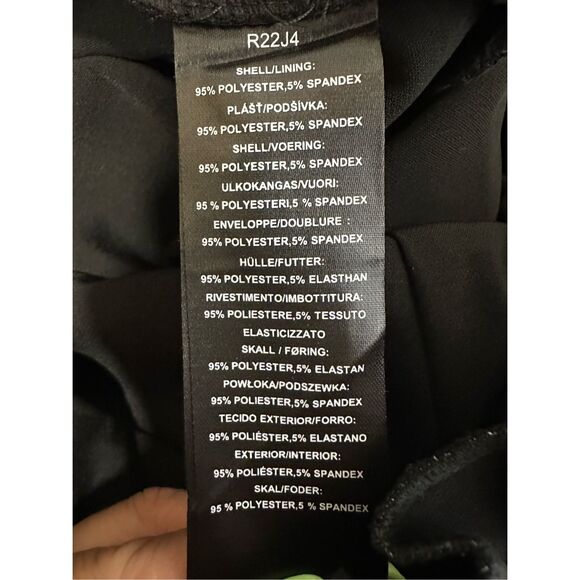 R22J4
SHELL/LINING:
95% POLYESTER,5% SPANDEX
PLÁŠŤ/PODŠÍVKA:
95% POLYESTER,5% SPANDEX
SHELL/VOERING:
95% POLYESTER,5% SPANDEX
ULKOKANGAS/VUORI:
95 % POLYESTERI,5 % SPANDEX
ENVELOPPE/DOUBLURE :
95% POLYESTER,5% SPANDEX
HÜLLE/FUTTER:
95% POLYESTER,5% ELASTHAN
RIVESTIMENTO/IMBOTTITURA:
95% POLIESTERE,5% TESSUTO
ELASTICIZZATO
SKALL / FØRING:
95% POLYESTER,5% ELASTAN
POWŁOKA/PODSZEWKA:
95% POLIESTER,5% SPANDEX
TECIDO EXTERIOR/FORRO:
95% POLIÉSTER,5% ELASTANO
EXTERIOR/INTERIOR:
95% POLIÉSTER,5% SPANDEX
SKAL/FODER:
95 % POLYESTER,5 % SPANDEX